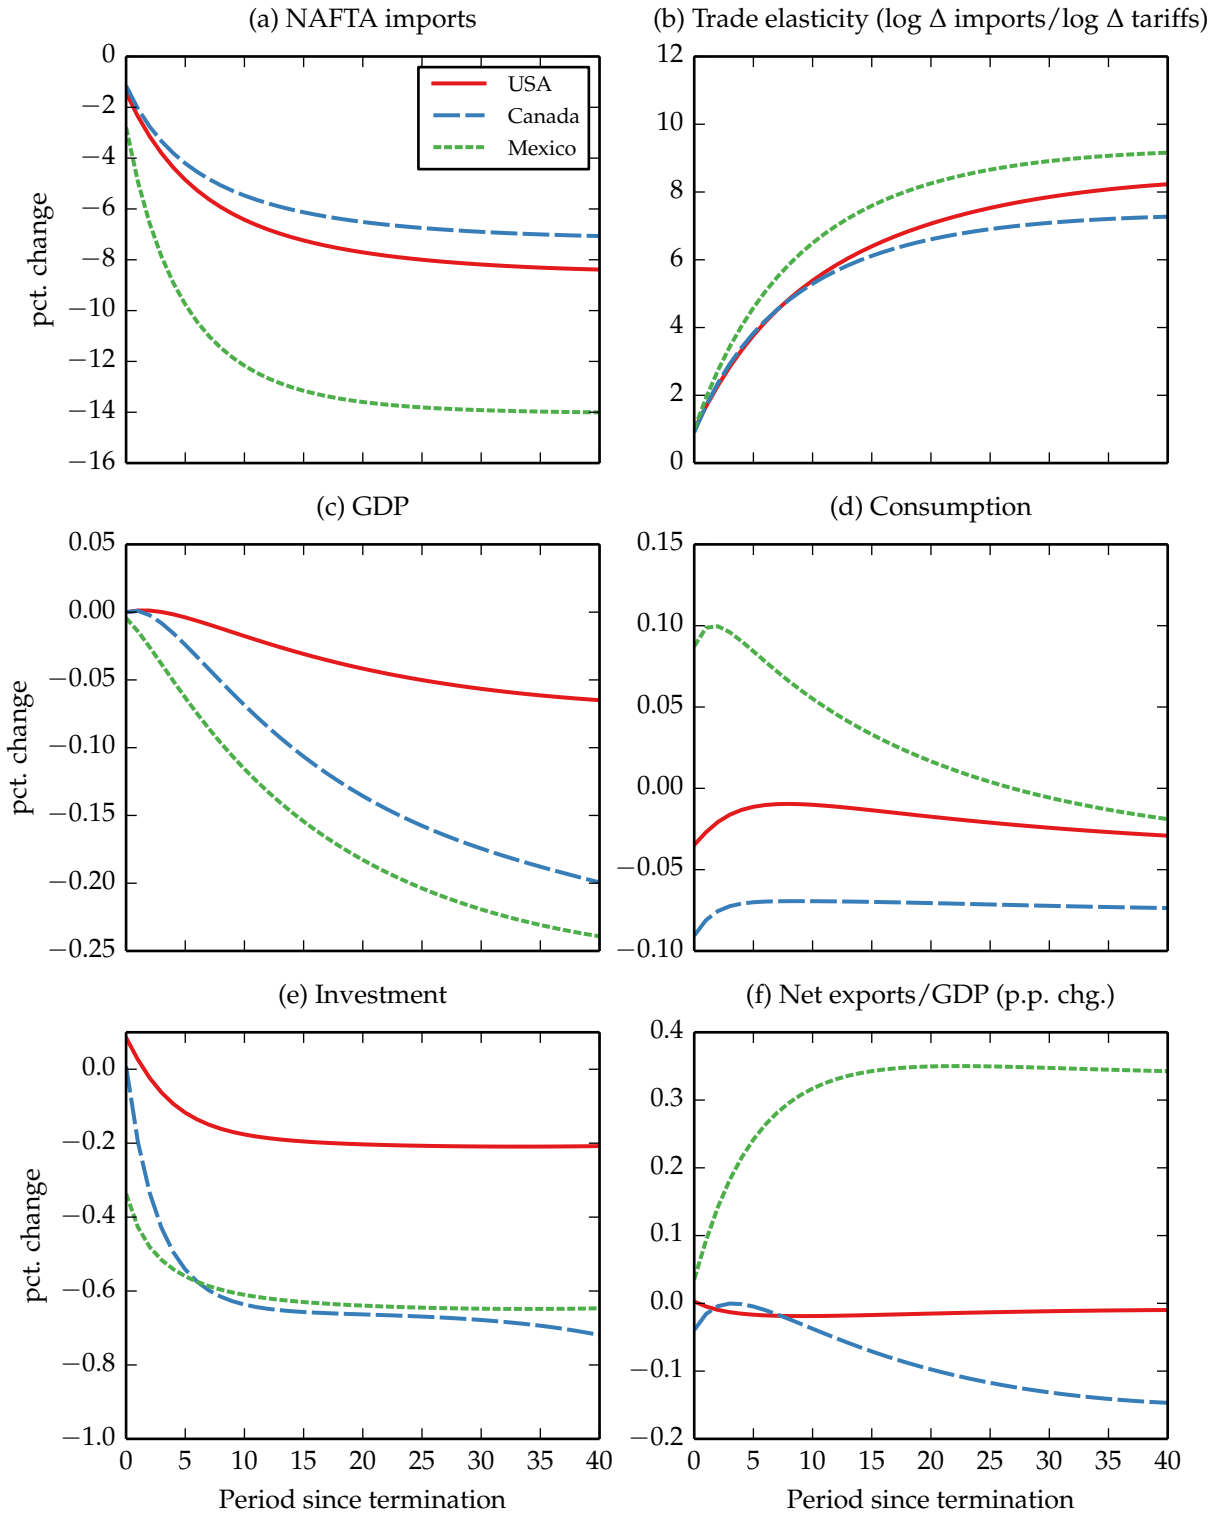 (a) NAFTA imports
(b) Trade elasticity (log Δ imports/log Δ tariffs)
pct. change
0
−2
−4
−6
−8
−10
−12
−14
−16
USA
Canada
Mexico
12
10
8
6
4
2
0
(c) GDP
(d) Consumption
pct. change
0.05
0.00
−0.05
−0.10
−0.15
−0.20
−0.25
0.15
0.10
0.05
0.00
−0.05
−0.10
(e) Investment
(f) Net exports/GDP (p.p. chg.)
pct. change
0.0
−0.2
−0.4
−0.6
−0.8
−1.0
0 5 10 15 20 25 30 35 40
Period since termination
0.4
0.3
0.2
0.1
0.0
−0.1
−0.2
0 5 10 15 20 25 30 35 40
Period since termination